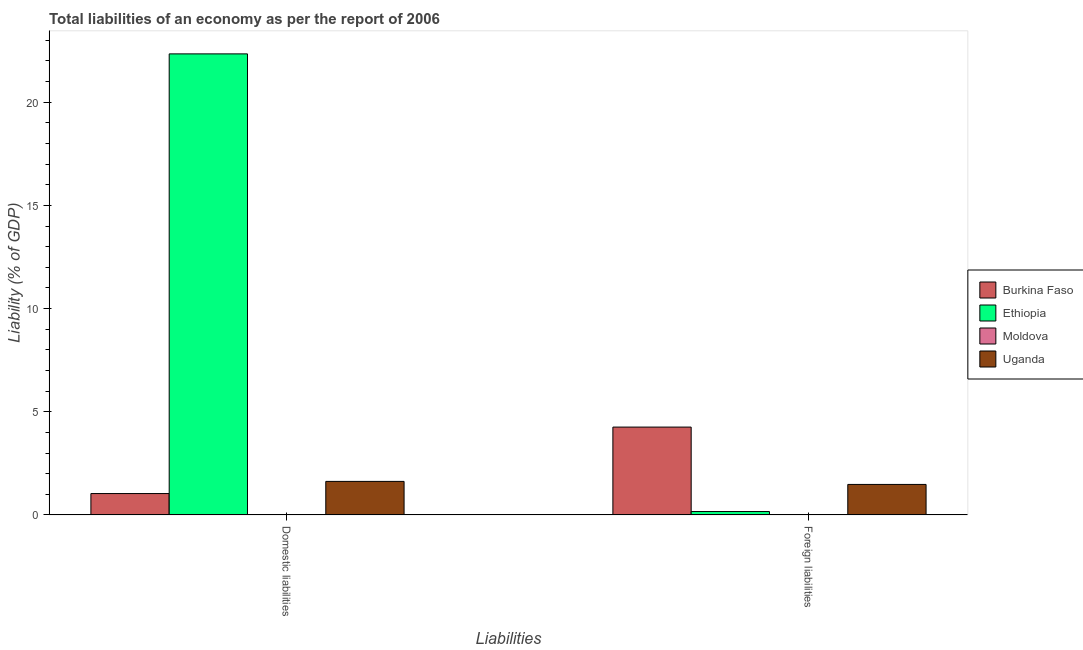 Total liabilities of an economy as per the report of 2006
Liability (% of GDP)
20
15
10
5
0
Domestic liabilities
Foreign liabilities
Liabilities
Burkina Faso
Ethiopia
Moldova
Uganda